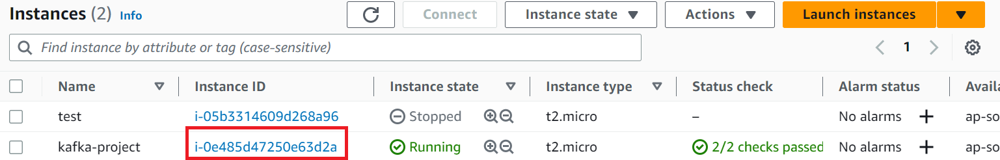 Instances (2) Info Connect Instance state Actions Launch instances
Find instance by attribute or tag (case-sensitive) 1
Name Instance ID Instance state Instance type Status check Alarm status Availa
test i-05b3314609d268a96 Stopped t2.micro – No alarms ap-so
kafka-project i-0e485d47250e63d2a Running t2.micro 2/2 checks passed No alarms ap-so